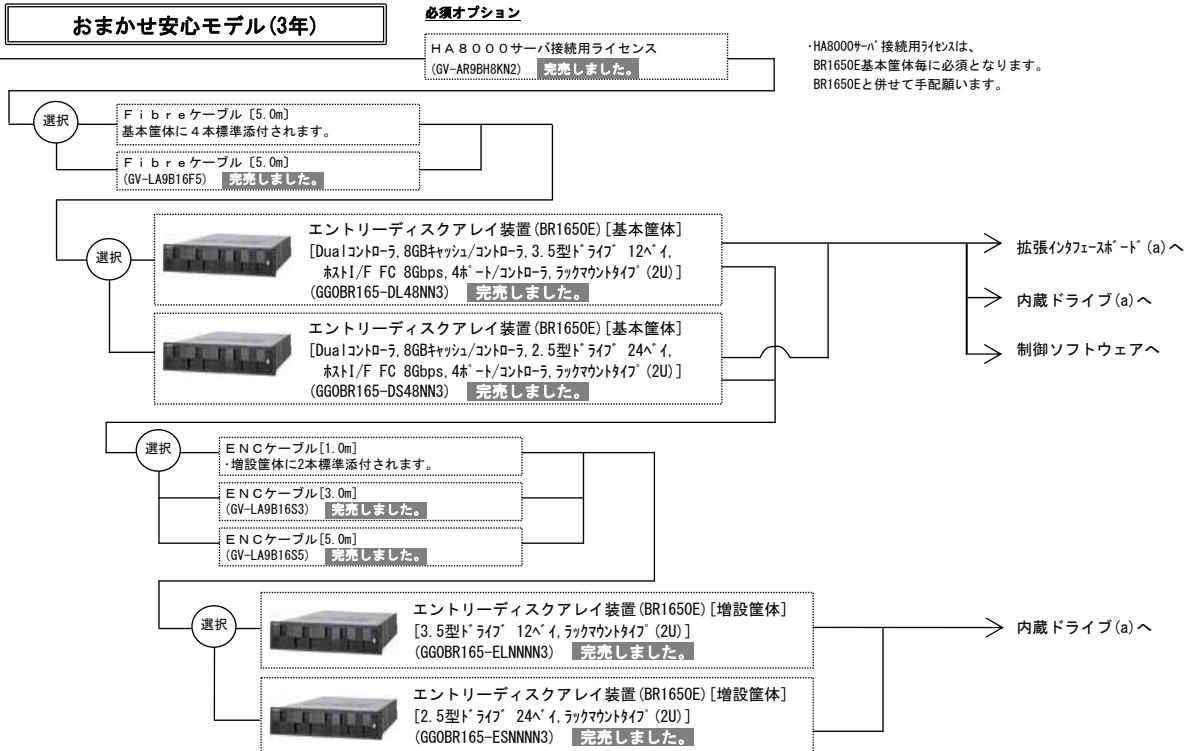 おまかせ安心モデル(3年)
必須オプション
HA8000サーバ接続用ライセンス
(GV-AR9BH8KN2) 完売しました。
・HA8000ｻｰﾊﾞ接続用ﾗｲｾﾝｽは、
BR1650E基本筐体毎に必須となります。
BR1650Eと併せて手配願います。
選択
Fibreケーブル [5.0m]
基本筐体に４本標準添付されます。
Fibreケーブル [5.0m]
(GV-LA9B16F5) 完売しました。
選択
エントリーディスクアレイ装置(BR1650E)[基本筐体]
[Dualｺﾝﾄﾛｰﾗ,8GBｷｬｯｼｭ/ｺﾝﾄﾛｰﾗ,3.5型ﾄﾞﾗｲﾌﾞ 12ﾍﾞｲ,
ﾎｽﾄI/F FC 8Gbps,4ﾎﾟｰﾄ/ｺﾝﾄﾛｰﾗ,ﾗｯｸﾏｳﾝﾄﾀｲﾌﾟ(2U)]
(GGOBR165-DL48NN3) 完売しました。
エントリーディスクアレイ装置(BR1650E)[基本筐体]
[Dualｺﾝﾄﾛｰﾗ,8GBｷｬｯｼｭ/ｺﾝﾄﾛｰﾗ,2.5型ﾄﾞﾗｲﾌﾞ 24ﾍﾞｲ,
ﾎｽﾄI/F FC 8Gbps,4ﾎﾟｰﾄ/ｺﾝﾄﾛｰﾗ,ﾗｯｸﾏｳﾝﾄﾀｲﾌﾟ(2U)]
(GGOBR165-DS48NN3) 完売しました。
拡張ｲﾝﾀﾌｪｰｽﾎﾞｰﾄﾞ(a)へ
内蔵ドライブ(a)へ
制御ソフトウェアへ
選択
ENCケーブル[1.0m]
・増設筐体に2本標準添付されます。
ENCケーブル[3.0m]
(GV-LA9B16S3) 完売しました。
ENCケーブル[5.0m]
(GV-LA9B16S5) 完売しました。
選択
エントリーディスクアレイ装置(BR1650E)[増設筐体]
[3.5型ﾄﾞﾗｲﾌﾞ 12ﾍﾞｲ,ﾗｯｸﾏｳﾝﾄﾀｲﾌﾟ(2U)]
(GGOBR165-ELNNNN3) 完売しました。
エントリーディスクアレイ装置(BR1650E)[増設筐体]
[2.5型ﾄﾞﾗｲﾌﾞ 24ﾍﾞｲ,ﾗｯｸﾏｳﾝﾄﾀｲﾌﾟ(2U)]
(GGOBR165-ESNNNN3) 完売しました。
内蔵ドライブ(a)へ